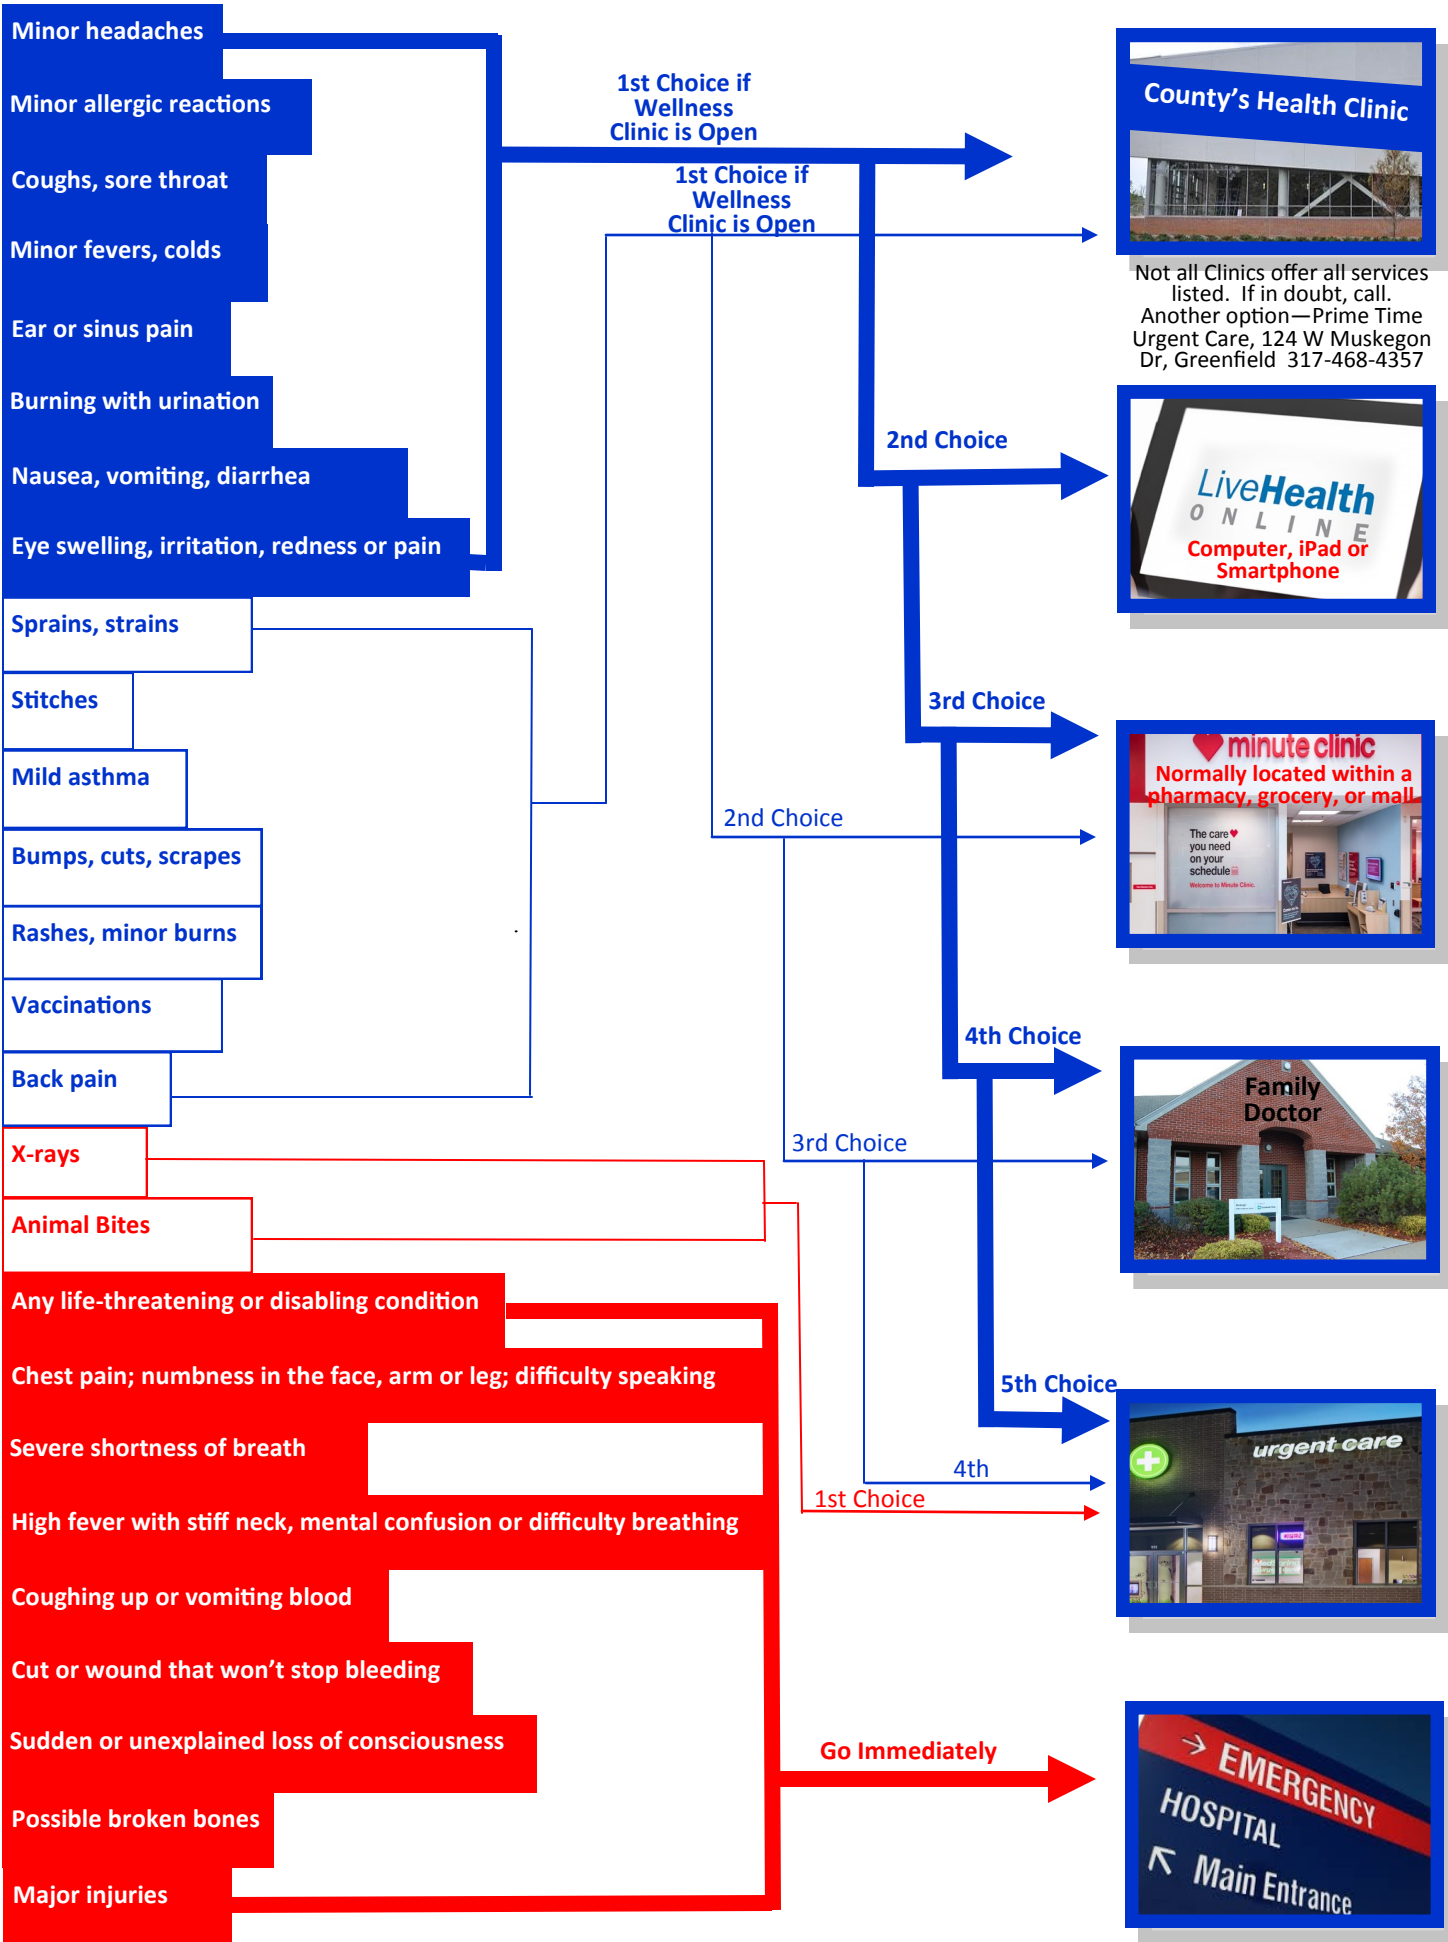 Minor headaches
Minor allergic reactions
Coughs, sore throat
Minor fevers, colds
Ear or sinus pain
Burning with urination
Nausea, vomiting, diarrhea
Eye swelling, irritation, redness or pain
Sprains, strains
Stitches
Mild asthma
Bumps, cuts, scrapes
Rashes, minor burns
Vaccinations
Back pain
X-rays
Animal Bites
Any life-threatening or disabling condition
Chest pain; numbness in the face, arm or leg; difficulty speaking
Severe shortness of breath
High fever with stiff neck, mental confusion or difficulty breathing
Coughing up or vomiting blood
Cut or wound that won't stop bleeding
Sudden or unexplained loss of consciousness
Possible broken bones
Major injuries
1st Choice if
Wellness
Clinic is Open
1st Choice if
Wellness
Clinic is Open
2nd Choice
3rd Choice
2nd Choice
4th Choice
3rd Choice
5th Choice
4th
1st Choice
Go Immediately
County's Health Clinic
Not all Clinics offer all services
listed. If in doubt, call.
Another option—Prime Time
Urgent Care, 124 W Muskegon
Dr, Greenfield 317-468-4357
LiveHealth
ONLINE
Computer, iPad or
Smartphone
minute clinic
Normally located within a
pharmacy, grocery, or mall
The care
you need
on your
schedule
Welcome to Minute Clinic.
Family
Doctor
urgent care
EMERGENCY
HOSPITAL
Main Entrance